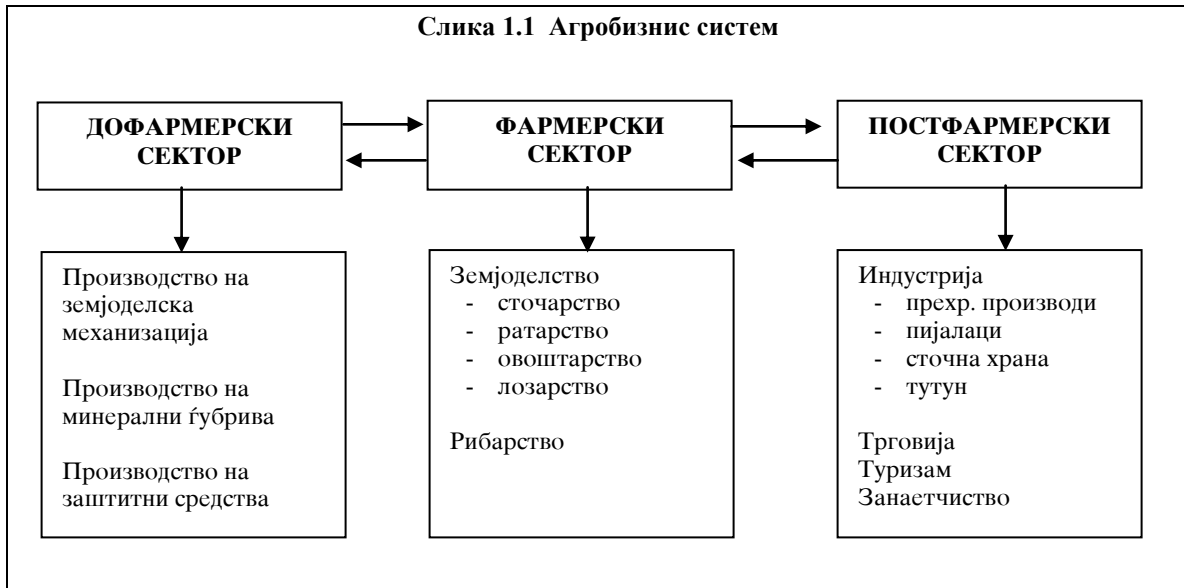 Слика 1.1 Агробизнис систем
ДОФАРМЕРСКИ
СЕКТОР
ФАРМЕРСКИ
СЕКТОР
ПОСТФАРМЕРСКИ
СЕКТОР
Производство на
земјоделска
механизација
Производство на
минерални ѓубрива
Производство на
заштитни средства
Земјоделство
- сточарство
- ратарство
- овоштарство
- лозарство
Рибарство
Индустрија
- прехр. производи
- пијалаци
- сточна храна
- тутун
Трговија
Туризам
Занаетчиство